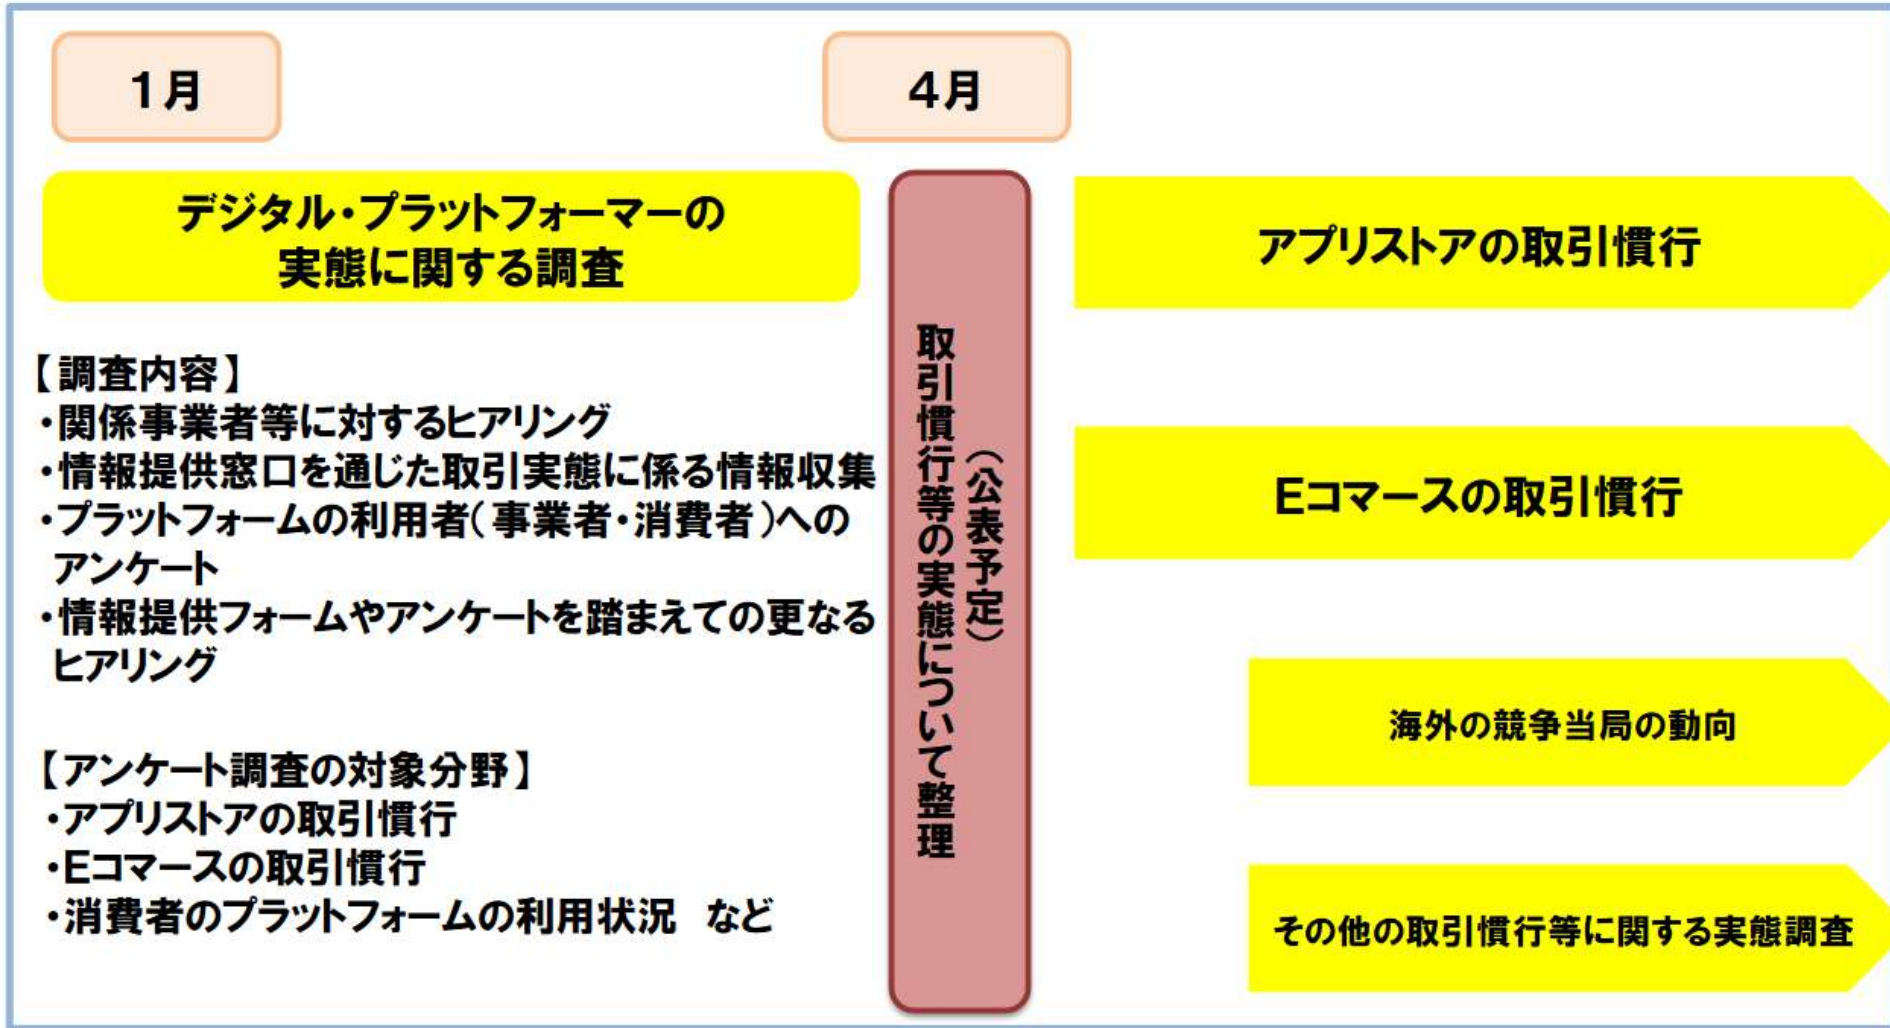 1月
4月
デジタル・プラットフォーマーの
実態に関する調査
【調査内容】
・関係事業者等に対するヒアリング
・情報提供窓口を通じた取引実態に係る情報収集
・プラットフォームの利用者(事業者・消費者)への
アンケート
・情報提供フォームやアンケートを踏まえての更なる
ヒアリング
【アンケート調査の対象分野】
・アプリストアの取引慣行
・Eコマースの取引慣行
・消費者のプラットフォームの利用状況 など
(公表予定)
取引慣行等の実態について整理
アプリストアの取引慣行
Eコマースの取引慣行
海外の競争当局の動向
その他の取引慣行等に関する実態調査